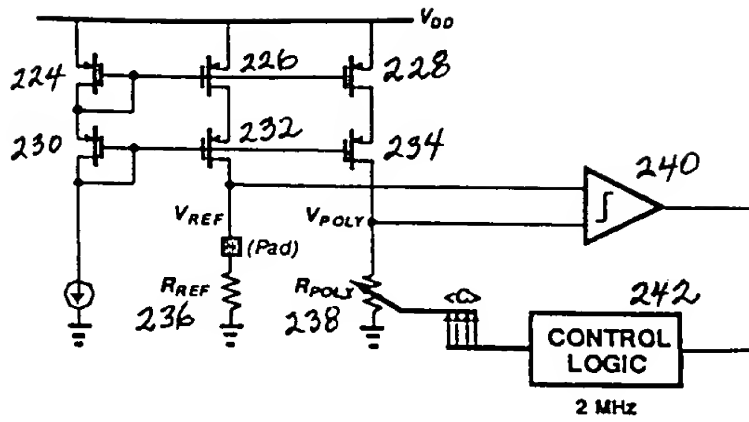 VDD
224
226
228
230
232
234
240
VREF
VPOLY
(Pad)
RREF
236
RPOLY
238
<C>
242
CONTROL
LOGIC
2 MHz